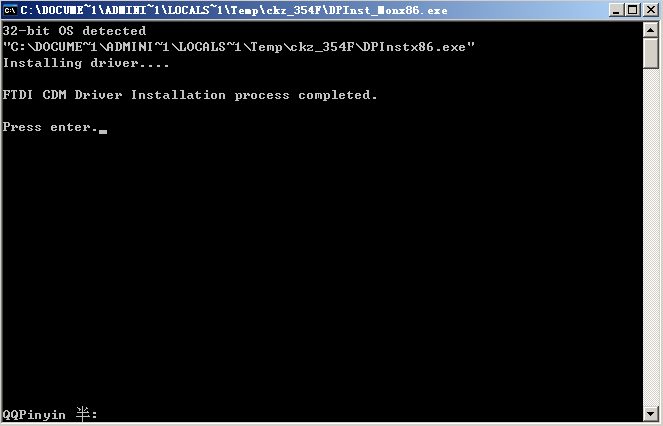 C:\DOCUME~1\ADMINI~1\LOCALS~1\Temp\ckz_354F\DPInst_Monx86.exe
32-bit OS detected
"C:\DOCUME~1\ADMINI~1\LOCALS~1\Temp\ckz_354F\DPInstx86.exe"
Installing driver....
FTDI CDM Driver Installation process completed.
Press enter._
QQPinyin 半: